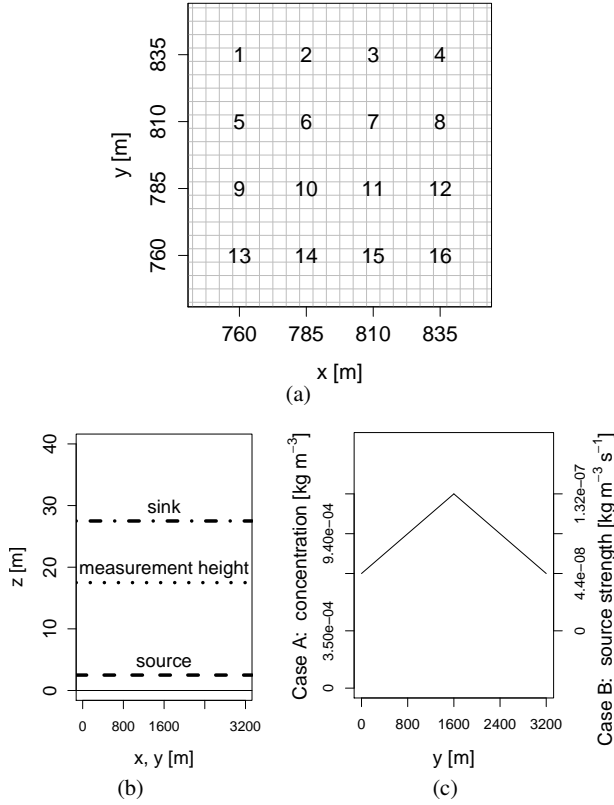 835
810
785
760
y [m]
1 2 3 4
5 6 7 8
9 10 11 12
13 14 15 16
760 785 810 835
x [m]
(a)
z [m]
40
30
20
10
0
sink
measurement height
source
0 800 1600 3200
x, y [m]
(b)
Case A: concentration [kg m−3]
9.40e−04
3.50e−04
0
1.32e−07
4.4e−08
0
Case B: source strength [kg m−3 s−1]
0 800 1600 3200
y [m]
(c)